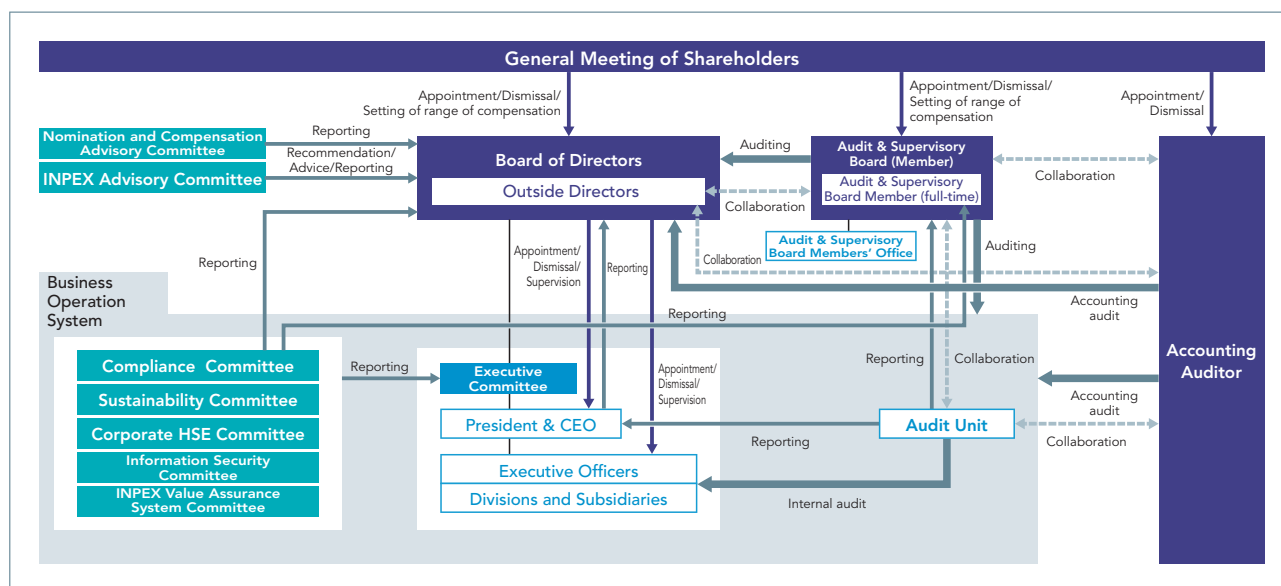 General Meeting of Shareholders
Appointment/Dismissal/
Setting of range of compensation
Appointment/Dismissal/
Setting of range of
compensation
Appointment/
Dismissal
Nomination and Compensation
Advisory Committee
Reporting
INPEX Advisory Committee
Recommendation/
Advice/Reporting
Board of Directors
Outside Directors
Auditing
Collaboration
Audit & Supervisory
Board (Member)
Audit & Supervisory
Board Member (full-time)
Audit & Supervisory
Board Members' Office
Collaboration
Auditing
Reporting
Appointment/
Dismissal/
Supervision
Reporting
Collaboration
Accounting
audit
Business
Operation
System
Reporting
Compliance Committee
Sustainability Committee
Corporate HSE Committee
Information Security
Committee
INPEX Value Assurance
System Committee
Reporting
Executive
Committee
Appointment/
Dismissal/
Supervision
President & CEO
Executive Officers
Divisions and Subsidiaries
Reporting
Collaboration
Audit Unit
Reporting
Internal audit
Accounting
audit
Collaboration
Accounting
Auditor